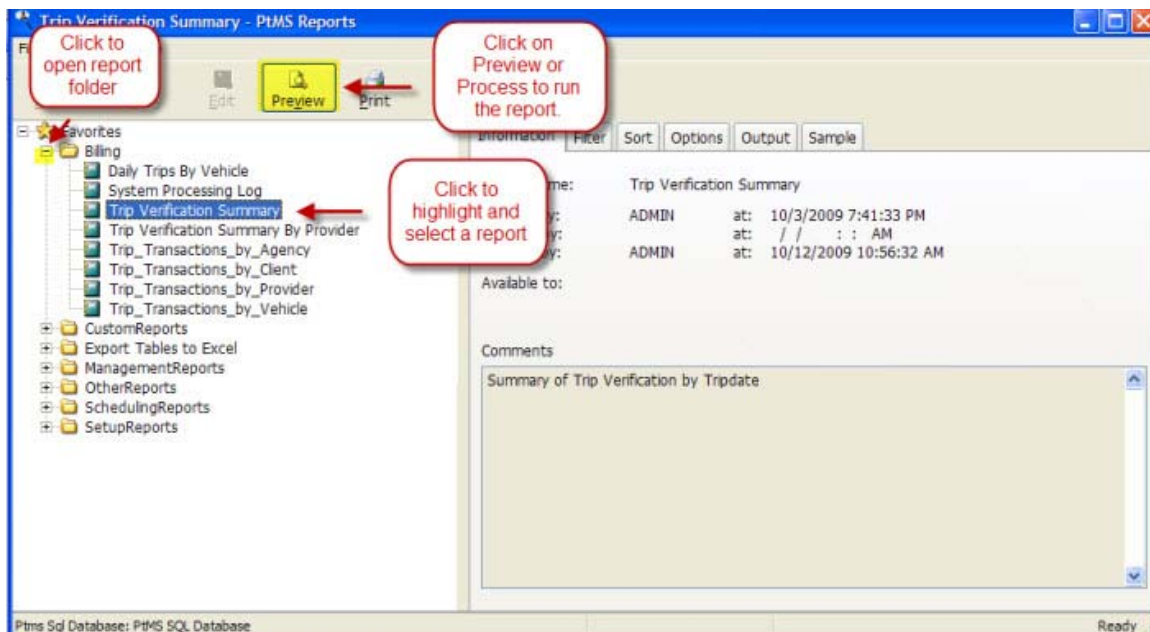 Trip Verification Summary - PtMS Reports
Click to
open report
folder
Click on
Preview or
Process to run
the report.
Edit
Preview
Print
Favorites
Billing
Daily Trips By Vehicle
System Processing Log
Trip Verification Summary
Trip Verification Summary By Provider
Trip_Transactions_by_Agency
Trip_Transactions_by_Client
Trip_Transactions_by_Provider
Trip_Transactions_by_Vehicle
CustomReports
Export Tables to Excel
ManagementReports
OtherReports
SchedulingReports
SetupReports
Click to
highlight and
select a report
Information Filter Sort Options Output Sample
me: Trip Verification Summary
y: ADMIN at: 10/3/2009 7:41:33 PM
y: at: / / : : AM
by: ADMIN at: 10/12/2009 10:56:32 AM
Available to:
Comments
Summary of Trip Verification by Tripdate
Ptms Sql Database: PtMS SQL Database
Ready